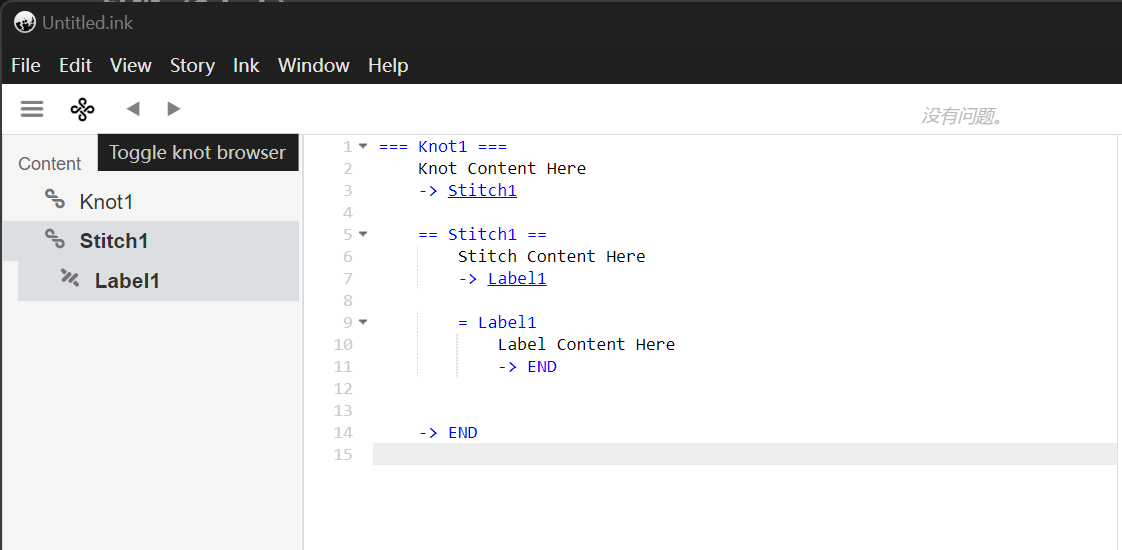 Untitled.ink
File Edit View Story Ink Window Help
没有问题。
Content
Toggle knot browser
Knot1
Stitch1
Label1
1 === Knot1 ===
2 Knot Content Here
3 -> Stitch1
4
5 == Stitch1 ==
6 Stitch Content Here
7 -> Label1
8
9 = Label1
10 Label Content Here
11 -> END
12
13
14 -> END
15